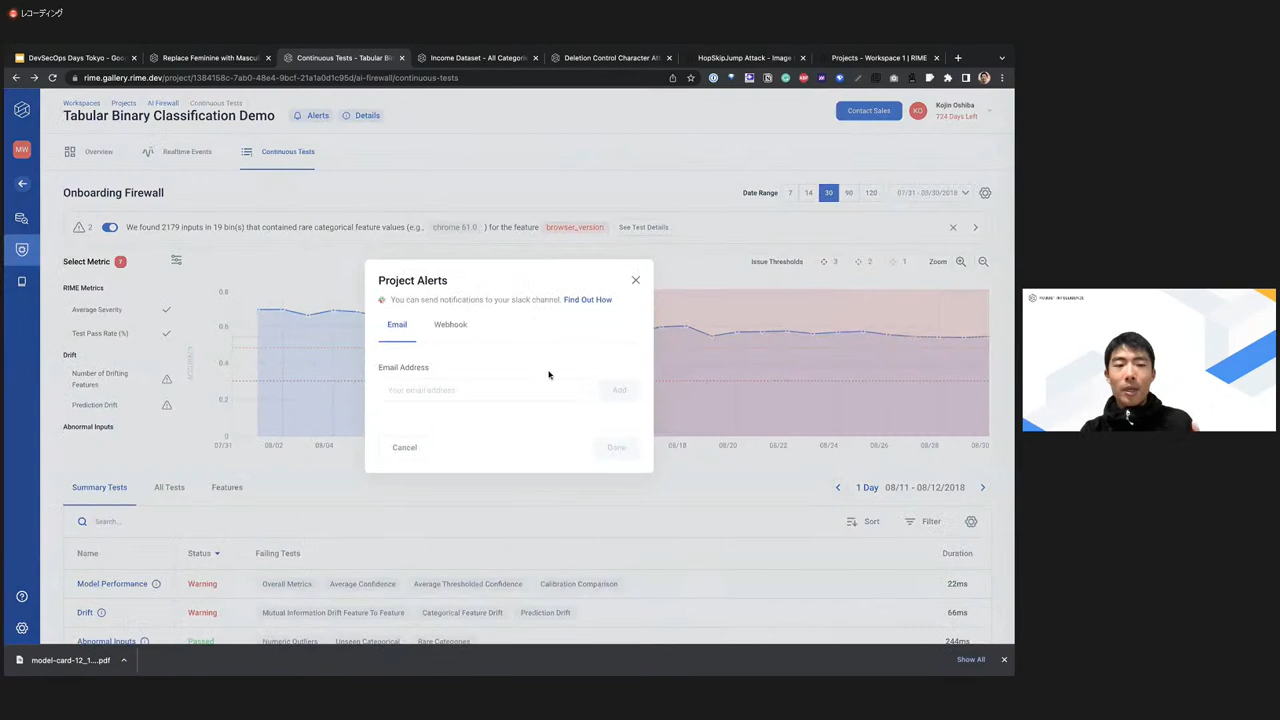 レコーディング
DevSecOps Days Tokyo - Goo
Replace Feminine with Mascul
Continuous Tests - Tabular Bi
Income Dataset - All Categori
Deletion Control Character Att
HopSkipJump Attack - Image
Projects - Workspace 1 | RIME
rime.gallery.rime.dev/project/1384158c-7ab0-48e4-9bcf-21a1a0d1c95d/ai-firewall/continuous-tests
Workspaces Projects AI Firewall Continuous Tests
Tabular Binary Classification Demo Alerts Details
Contact Sales KO Kojin Oshiba
724 Days Left
MW
Overview Realtime Events Continuous Tests
Onboarding Firewall
Date Range 7 14 30 90 120 07/31 - 08/30/2018
2 We found 2179 inputs in 19 bin(s) that contained rare categorical feature values (e.g., chrome 61.0 ) for the feature browser_version See Test Details
Select Metric 7
Issue Thresholds 3 2 1 Zoom
RIME Metrics
Average Severity
Test Pass Rate (%)
Drift
Number of Drifting
Features
Prediction Drift
Abnormal Inputs
0.8
0.6
0.4
0.2
0
ACCURACY
07/31 08/02 08/04 08/18 08/20 08/22 08/24 08/26 08/28 08/30
Project Alerts
You can send notifications to your slack channel. Find Out How
Email Webhook
Email Address
Your email address Add
Cancel Done
Summary Tests All Tests Features
1 Day 08/11 - 08/12/2018
Search... Sort Filter
Name Status Failing Tests Duration
Model Performance Warning Overall Metrics Average Confidence Average Thresholded Confidence Calibration Comparison 22ms
Drift Warning Mutual Information Drift Feature To Feature Categorical Feature Drift Prediction Drift 66ms
Abnormal Inputs Passed Numeric Outliers Unseen Categorical Rare Categories 244ms
model-card-12_1....pdf
Show All
ROBUST INTELLIGENCE